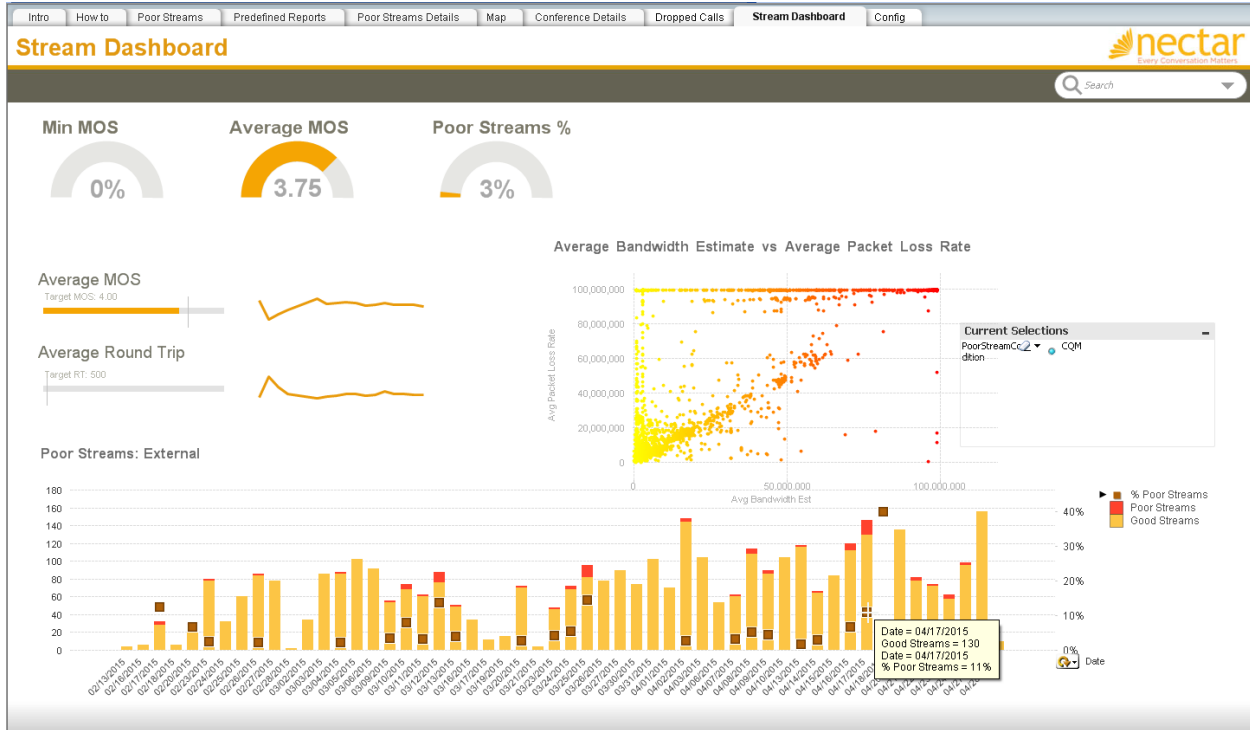 Intro How to Poor Streams Predefined Reports Poor Streams Details Map Conference Details Dropped Calls Stream Dashboard Config
Stream Dashboard
nectar
Every Conversation Matters
Search
Min MOS
Average MOS
Poor Streams %
0%
3.75
3%
Average Bandwidth Estimate vs Average Packet Loss Rate
Average MOS
Target MOS: 4.00
Average Round Trip
Target RT: 500
100,000,000
80,000,000
60,000,000
40,000,000
20,000,000
0
Avg Packet Loss Rate
0 50,000,000 100,000,000
Avg Bandwidth Est
Current Selections
PoorStreamCo
dition
CQM
Poor Streams: External
180
160
140
120
100
80
60
40
20
0
40%
30%
20%
10%
0%
% Poor Streams
Poor Streams
Good Streams
02/13/2015 02/16/2015 02/17/2015 02/18/2015 02/20/2015 02/23/2015 02/24/2015 02/25/2015 02/26/2015 02/27/2015 02/28/2015 03/02/2015 03/03/2015 03/04/2015 03/05/2015 03/06/2015 03/09/2015 03/10/2015 03/11/2015 03/12/2015 03/13/2015 03/16/2015 03/17/2015 03/19/2015 03/20/2015 03/21/2015 03/23/2015 03/24/2015 03/25/2015 03/26/2015 03/27/2015 03/30/2015 03/31/2015 04/01/2015 04/02/2015 04/04/2015 04/06/2015 04/07/2015 04/08/2015 04/09/2015 04/10/2015 04/13/2015 04/14/2015 04/15/2015 04/16/2015 04/17/2015 04/18/2015
Date = 04/17/2015
Good Streams = 130
Date = 04/17/2015
% Poor Streams = 11%
Date